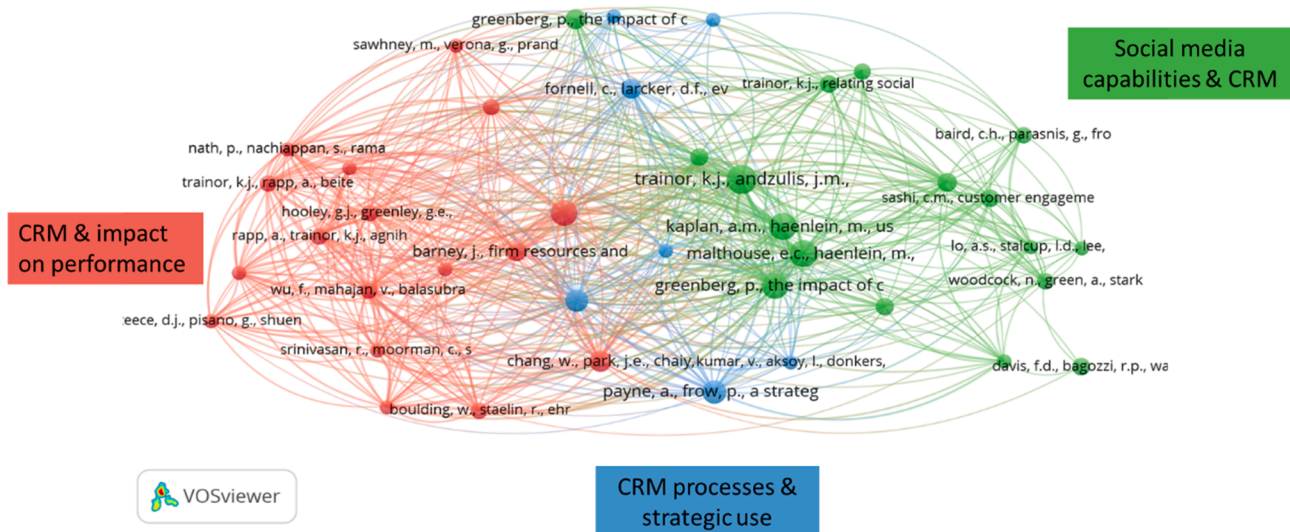 greenberg, p., the impact of c
sawhney, m., verona, g., prand
Social media
capabilities & CRM
fornell, c., larcker, d.f., ev
trainor, k.j., relating social
baird, c.h., parasnis, g., fro
nath, p., nachiappan, s., rama
trainor, k.j., rapp, a., beite
trainor, k.j., andzulis, j.m.,
sashi, c.m., customer engageme
hooley, g.j., greenley, g.e.,
kaplan, a.m., haenlein, m., us
CRM & impact
on performance
rapp, a., trainor, k.j., agnih
barney, j., firm resources and
malthouse, e.c., haenlein, m.,
lo, a.s., stalcup, l.d., lee,
wu, f., mahajan, v., balasubra
greenberg, p., the impact of c
woodcock, n., green, a., stark
eece, d.j., pisano, g., shuen
srinivasan, r., moorman, c., s
chang, w., park, j.e., chaiy,
kumar, v., aksoy, l., donkers,
davis, f.d., bagozzi, r.p., wa
payne, a., frow, p., a strateg
boulding, w., staelin, r., ehr
VOSviewer
CRM processes &
strategic use